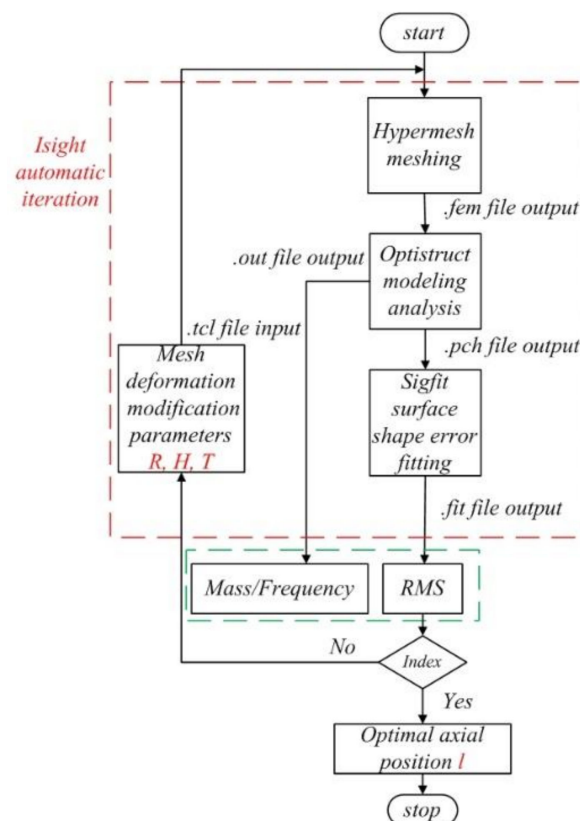 start
Isight
automatic
iteration
Hypermesh
meshing
.fem file output
.out file output
Optistruct
modeling
analysis
.tcl file input
.pch file output
Mesh
deformation
modification
parameters
R, H, T
Sigfit
surface
shape error
fitting
.fit file output
Mass/Frequency
RMS
No
Index
Yes
Optimal axial
position l
stop